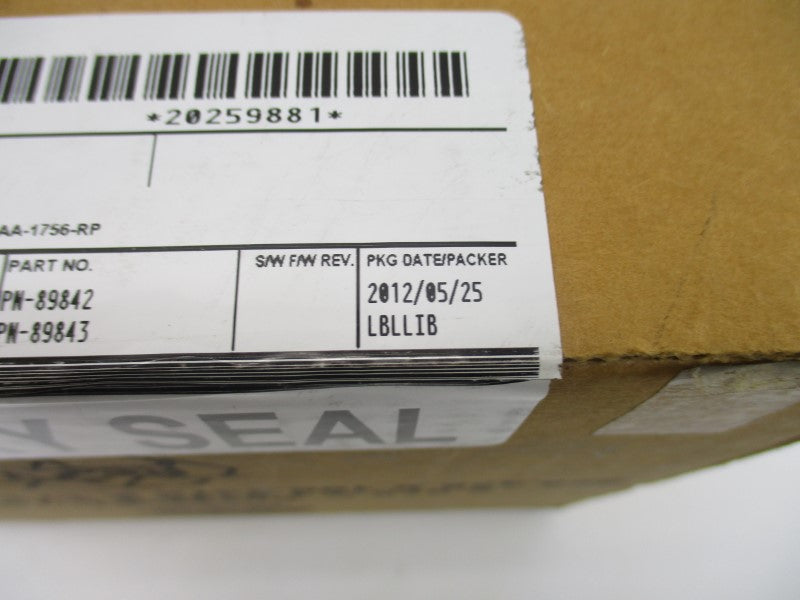 *20259881*
AA-1756-RP
PART NO. S/W F/W REV. PKG DATE/PACKER
PN-89842 2012/05/25
PN-89843 LBLLIB
Y SEAL